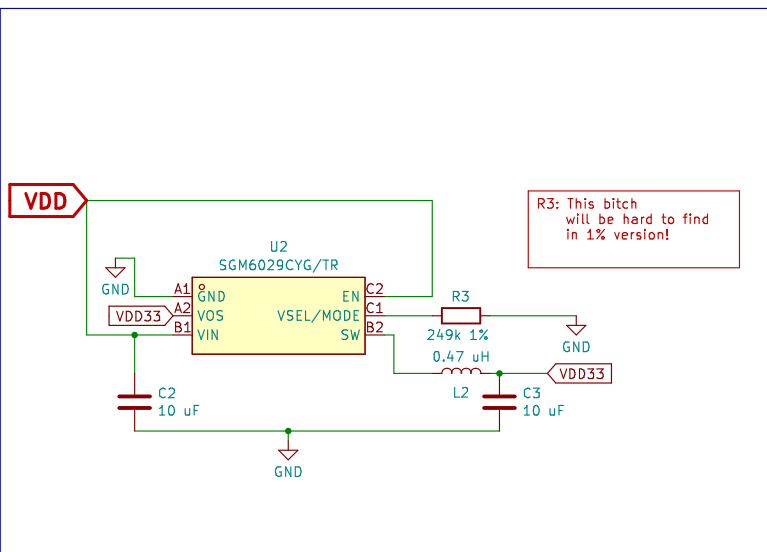 VDD
R3: This bitch
will be hard to find
in 1% version!
U2
SGM6029CYG/TR
GND
A1
GND
EN
C2
R3
VDD33
A2
VOS
VSEL/MODE
C1
B1
VIN
SW
B2
249k 1%
GND
0.47 uH
L2
VDD33
C2
10 uF
C3
10 uF
GND